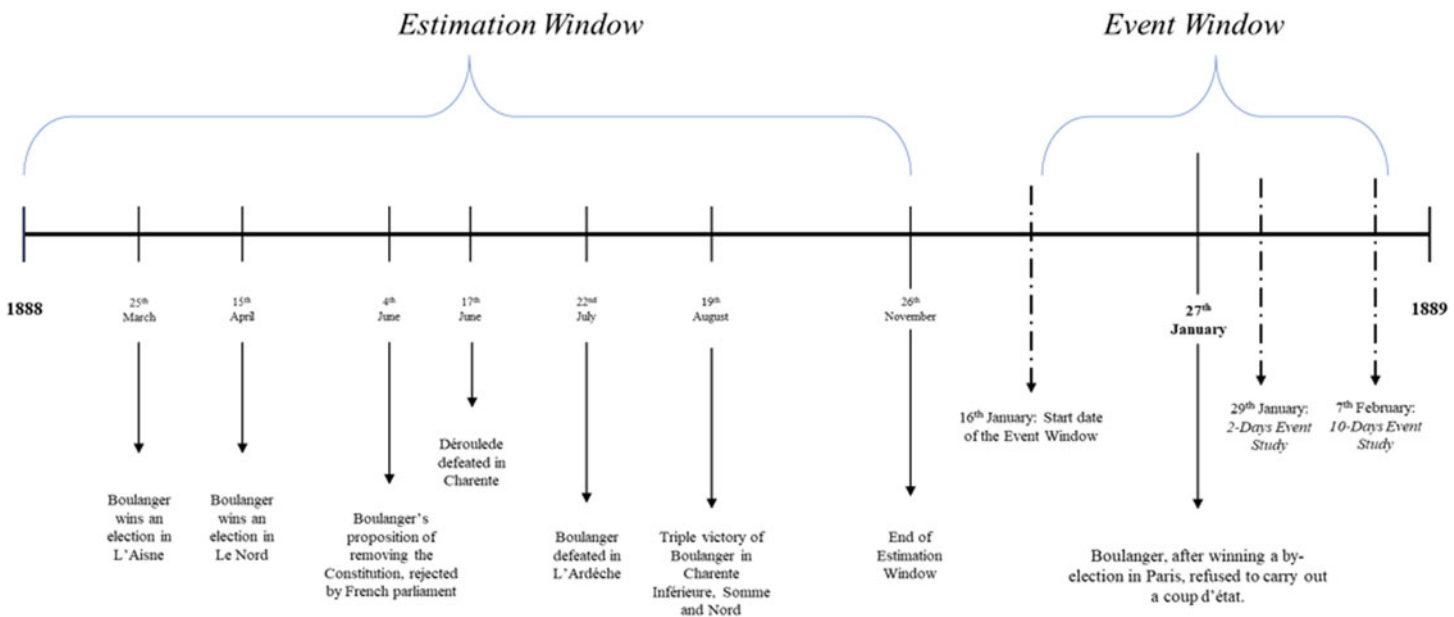 Estimation Window
Event Window
1888
25th
March
15th
April
4th
June
17th
June
22nd
July
19th
August
26th
November
27th
January
1889
Boulanger
wins an
election in
L'Aisne
Boulanger
wins an
election in
Le Nord
Boulanger's
proposition of
removing the
Constitution, rejected
by French parliament
Déroulede
defeated in
Charente
Boulanger
defeated in
L'Ardèche
Triple victory of
Boulanger in
Charente
Inférieure, Somme
and Nord
End of
Estimation
Window
16th January: Start date
of the Event Window
Boulanger, after winning a by-
election in Paris, refused to carry out
a coup d'état.
29th January:
2-Days Event
Study
7th February:
10-Days Event
Study